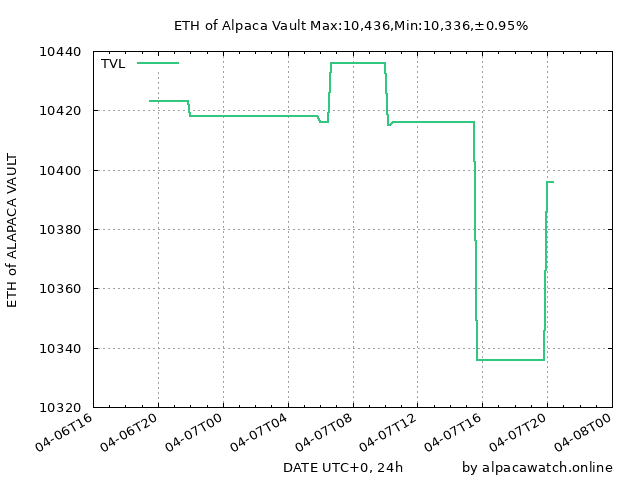 ETH of Alpaca Vault Max:10,436,Min:10,336,±0.95%
TVL
10440
10420
10400
10380
10360
10340
10320
ETH of ALAPACA VAULT
04-06T16
04-06T20
04-07T00
04-07T04
04-07T08
04-07T12
04-07T16
04-07T20
04-08T00
DATE UTC+0, 24h
by alpacawatch.online